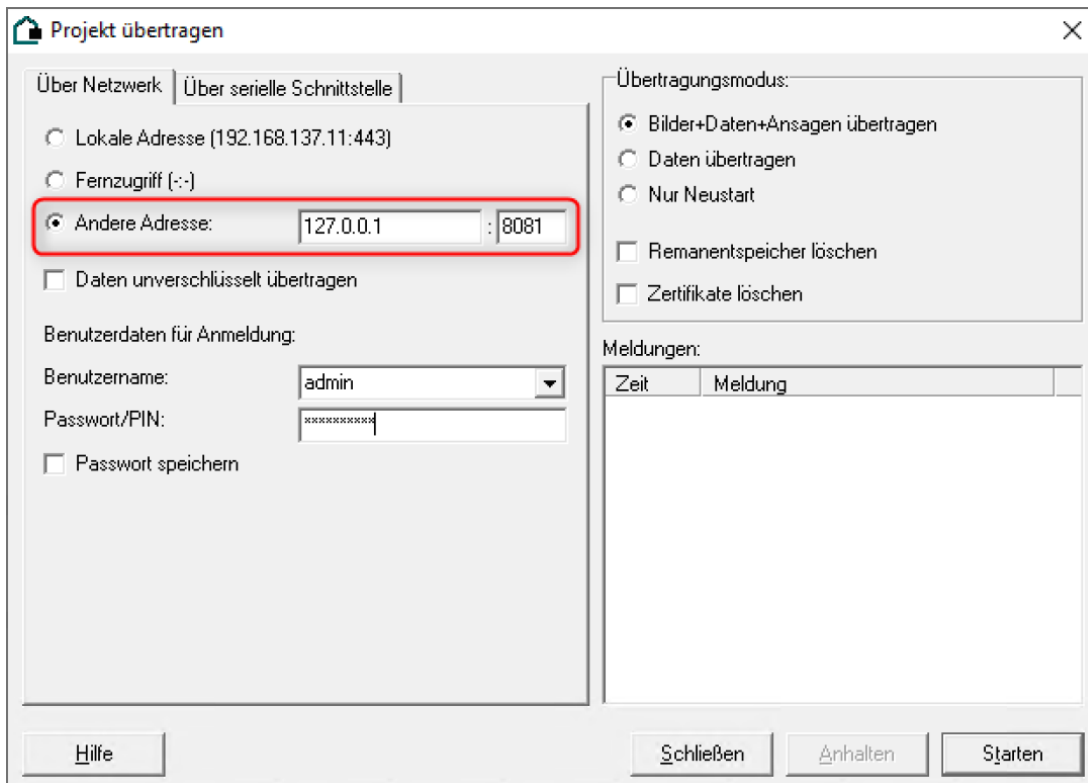 Projekt übertragen
Über Netzwerk
Über serielle Schnittstelle
Lokale Adresse (192.168.137.11:443)
Fernzugriff (-:-)
Andere Adresse: 127.0.0.1 : 8081
Daten unverschlüsselt übertragen
Benutzerdaten für Anmeldung:
Benutzername: admin
Passwort/PIN: **********
Passwort speichern
Übertragungsmodus:
Bilder+Daten+Ansagen übertragen
Daten übertragen
Nur Neustart
Remanentspeicher löschen
Zertifikate löschen
Meldungen:
Zeit Meldung
Hilfe
Schließen
Anhalten
Starten